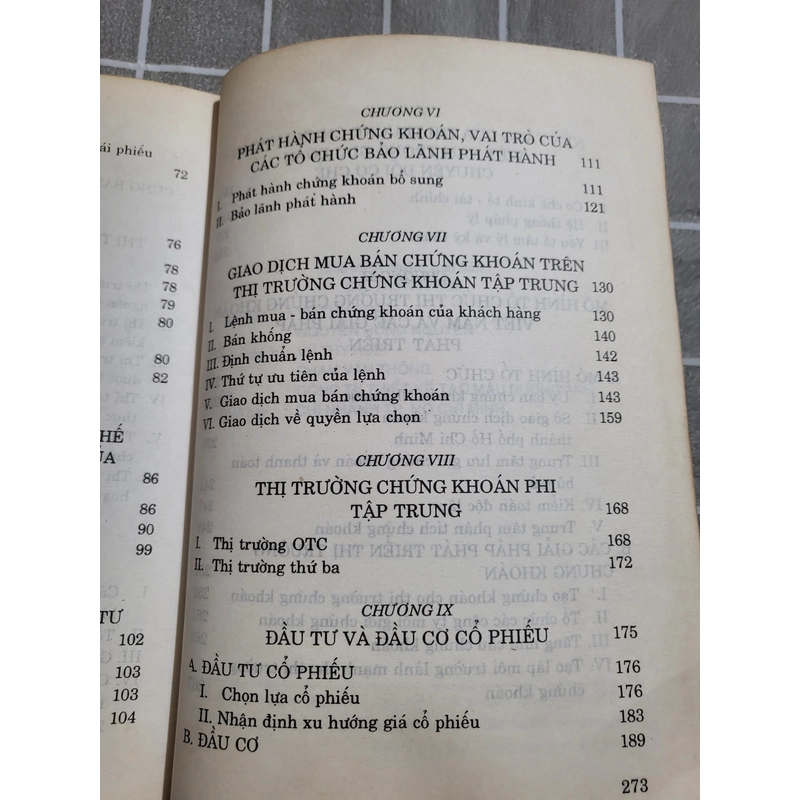 ái phiếu
72
76
78
78
79
80
80
82
HẾ
ỦA
86
86
90
99
TƯ
102
103
103
104
CHƯƠNG VI
PHÁT HÀNH CHỨNG KHOÁN, VAI TRÒ CỦA
CÁC TỔ CHỨC BẢO LÃNH PHÁT HÀNH 111
I. Phát hành chứng khoán bổ sung 111
II. Bảo lãnh phát hành 121
CHƯƠNG VII
GIAO DỊCH MUA BÁN CHỨNG KHOÁN TRÊN
THỊ TRƯỜNG CHỨNG KHOÁN TẬP TRUNG 130
I. Lệnh mua - bán chứng khoán của khách hàng 130
II. Bán khống 140
III. Định chuẩn lệnh 142
IV. Thứ tự ưu tiên của lệnh 143
V. Giao dịch mua bán chứng khoán 143
VI. Giao dịch về quyền lựa chọn 159
CHƯƠNG VIII
THỊ TRƯỜNG CHỨNG KHOÁN PHI
TẬP TRUNG 168
I. Thị trường OTC 168
II. Thị trường thứ ba 172
CHƯƠNG IX
ĐẦU TƯ VÀ ĐẦU CƠ CỔ PHIẾU 175
A. ĐẦU TƯ CỔ PHIẾU 176
I. Chọn lựa cổ phiếu 176
II. Nhận định xu hướng giá cổ phiếu 183
B. ĐẦU CƠ 189
273